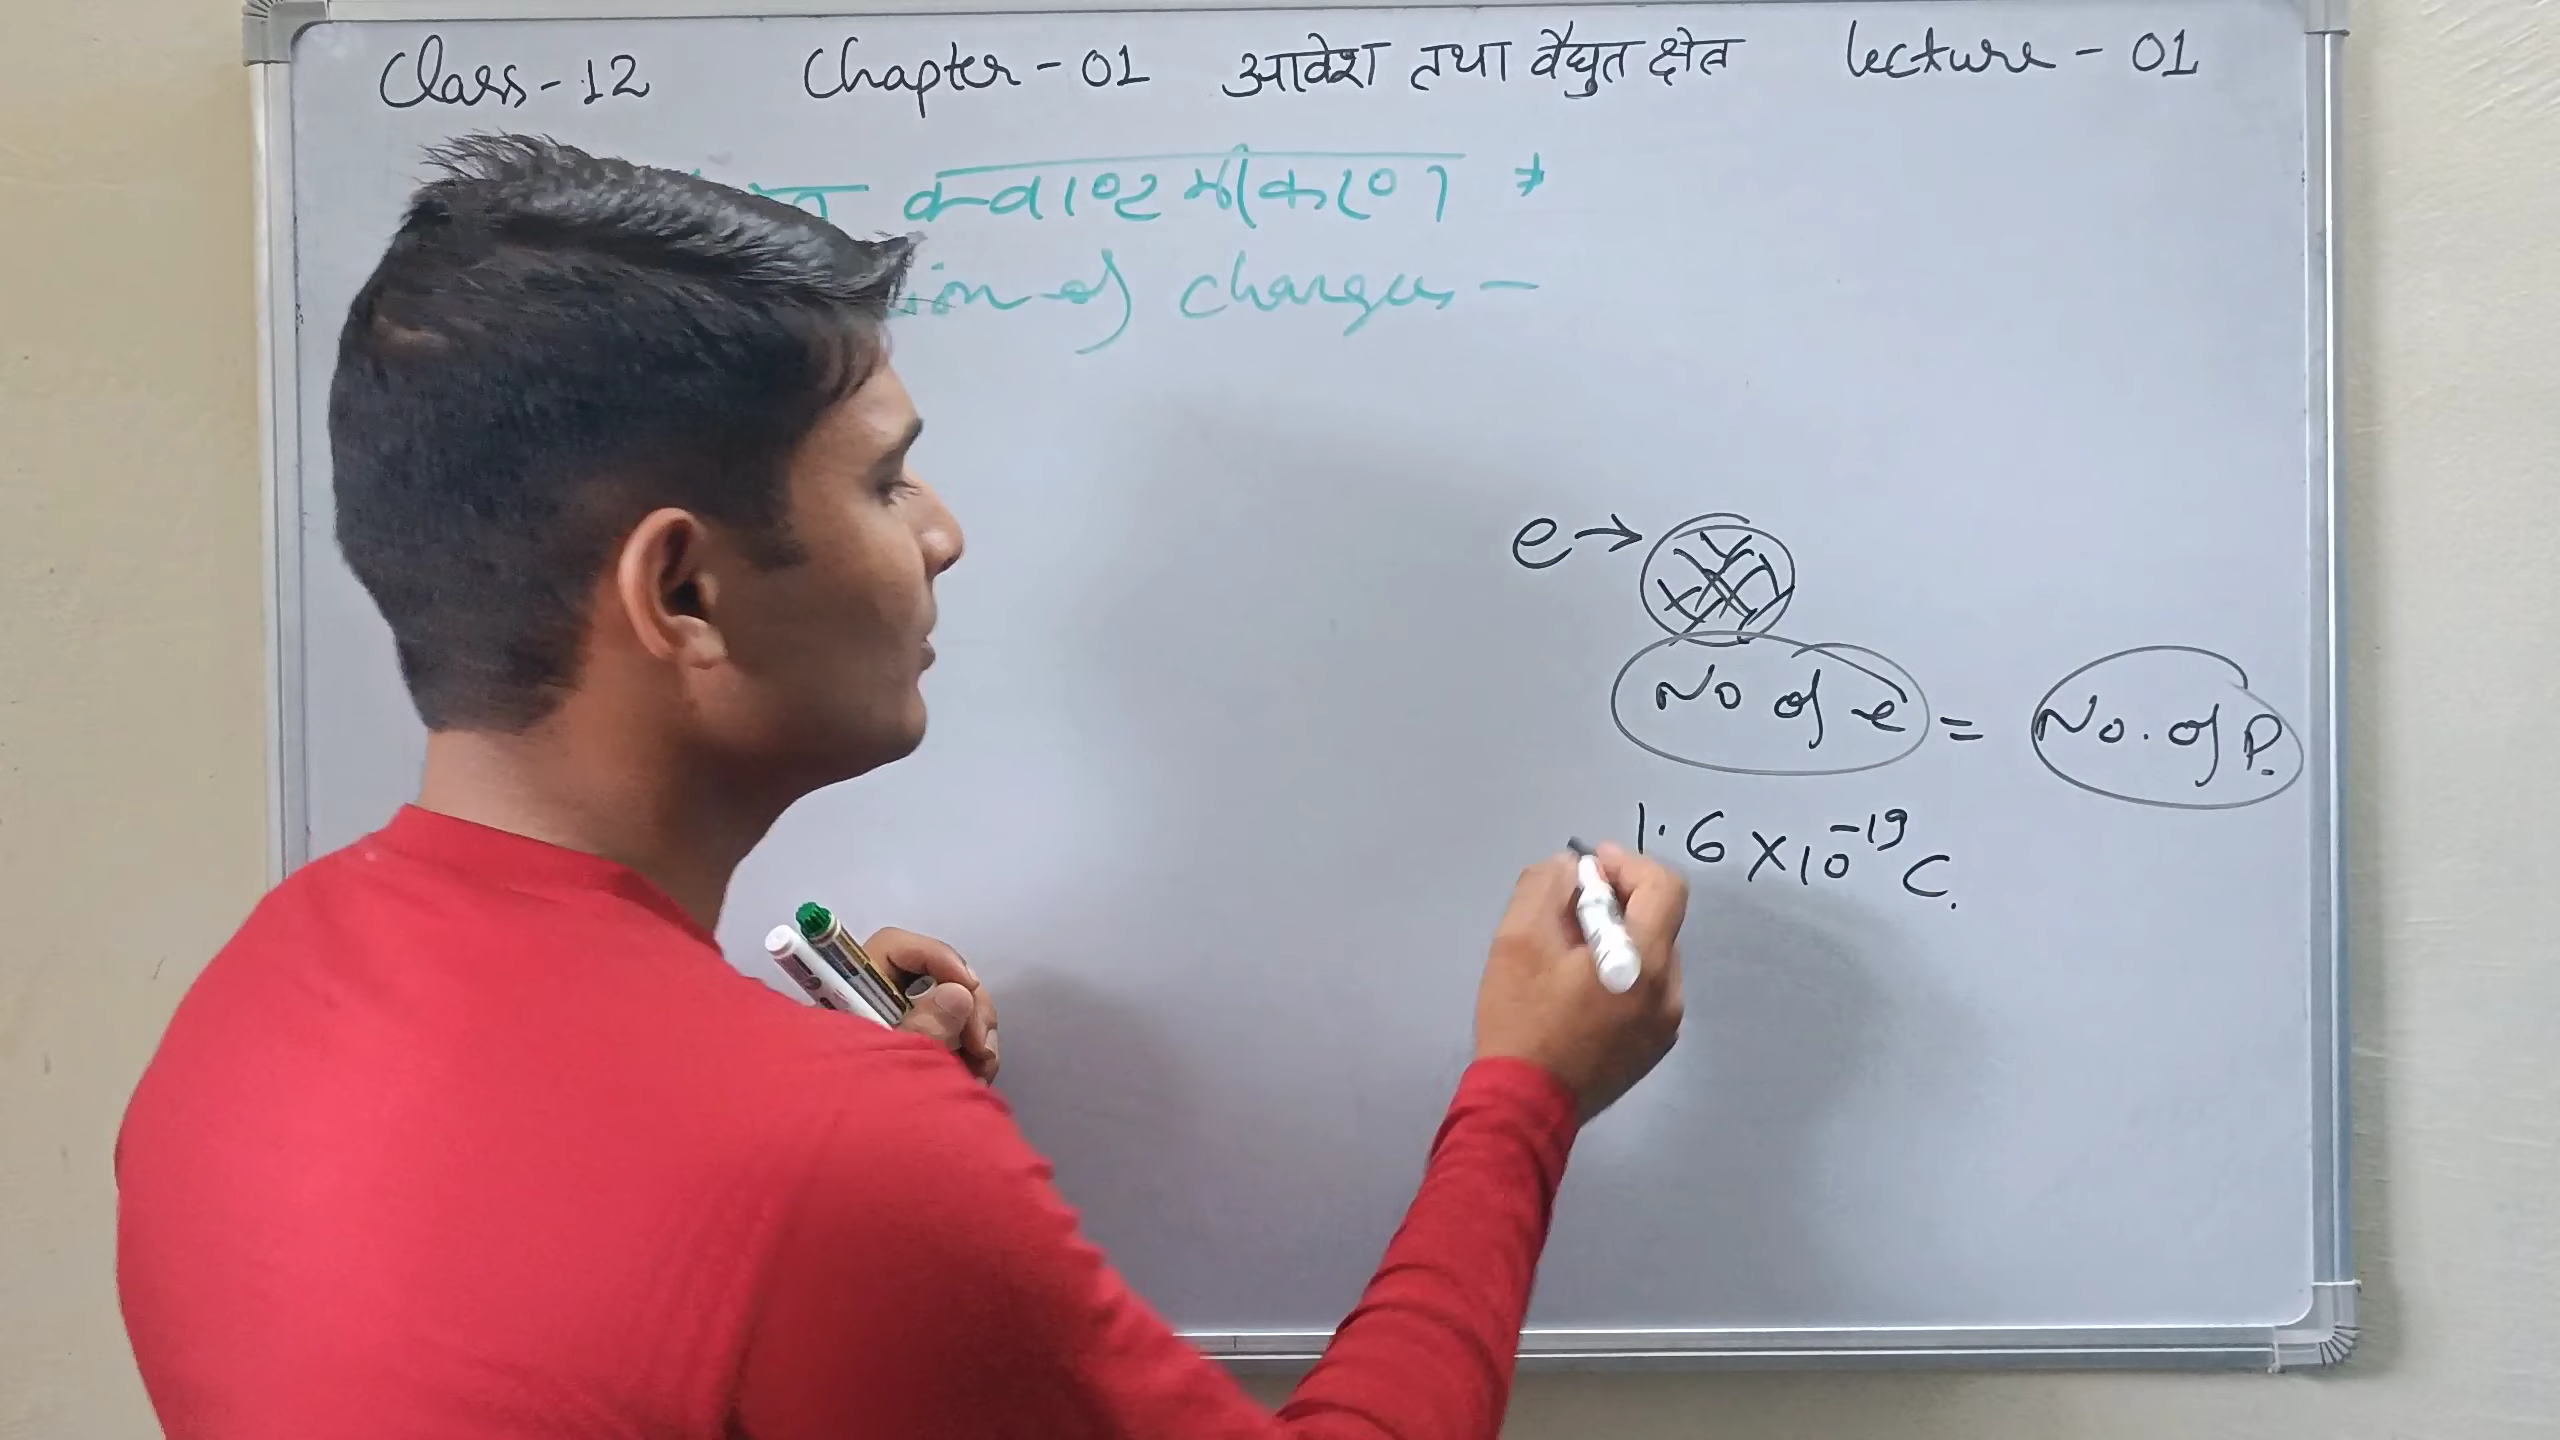 Class-12 Chapter-01 आवेश तथा वैद्युत क्षेत्र lecture-01
क्वाण्टमीकरण *
of charges -
e →
No of e = No. of P.
1.6 × 10⁻¹⁹ C.